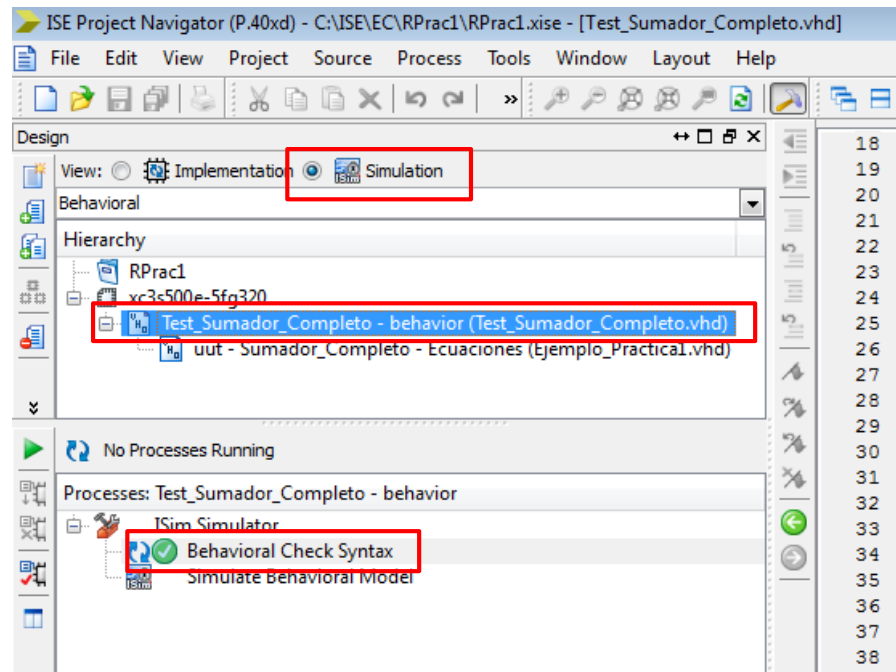 ISE Project Navigator (P.40xd) - C:\ISE\EC\RPrac1\RPrac1.xise - [Test_Sumador_Completo.vhd]
File Edit View Project Source Process Tools Window Layout Help
»
Design
View: Implementation Simulation
ISim
Behavioral
Hierarchy
RPrac1
xc3s500e-5fg320
Test_Sumador_Completo - behavior (Test_Sumador_Completo.vhd)
uut - Sumador_Completo - Ecuaciones (Ejemplo_Practica1.vhd)
No Processes Running
Processes: Test_Sumador_Completo - behavior
ISim Simulator
Behavioral Check Syntax
Simulate Behavioral Model
ISim
18
19
20
21
22
23
24
25
26
27
28
29
30
31
32
33
34
35
36
37
38